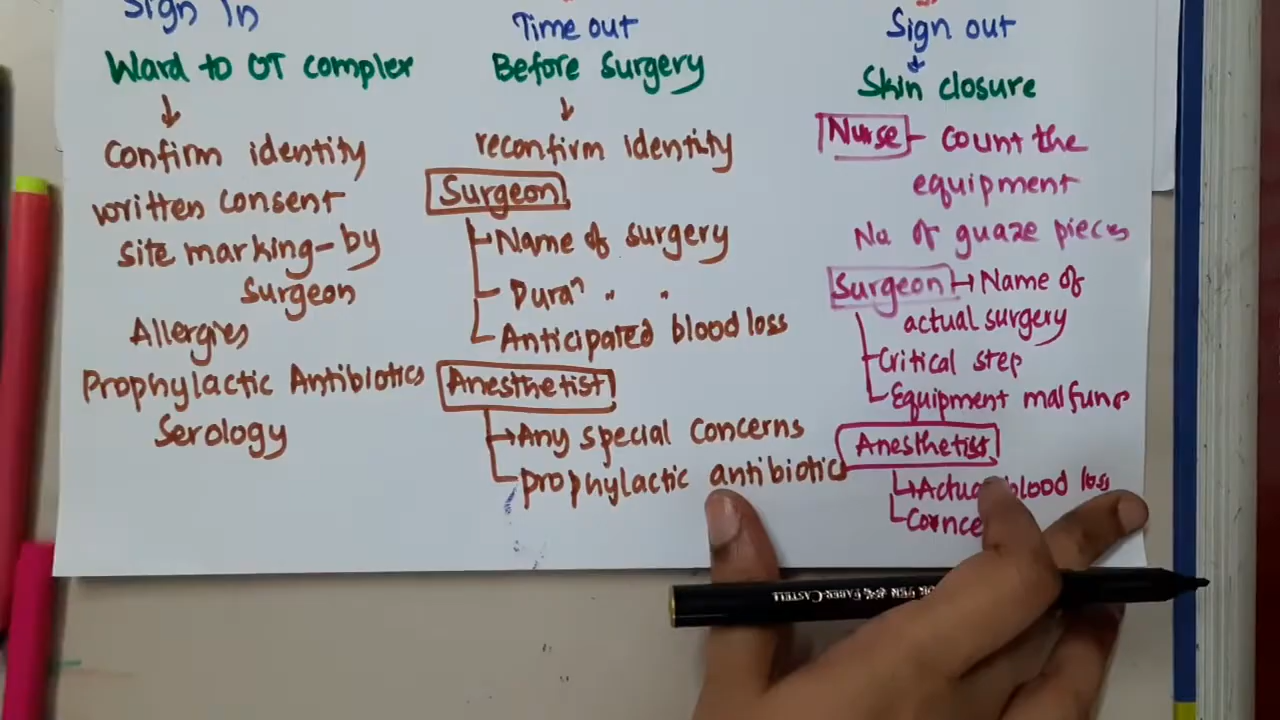 Sign In
Ward to OT complex
Confirm identity
written consent
Site marking - by
Surgeon
Allergies
Prophylactic Antibiotics
Serology
Time out
Before Surgery
reconfirm identity
Surgeon
Name of surgery
Duraⁿ " "
Anticipated blood loss
Anesthetist
Any special concerns
prophylactic antibiotic
Sign out
Skin closure
Nurse - count the
equipment
No of guaze pieces
Surgeon → Name of
actual surgery
Critical step
Equipment malfunc
Anesthetist
blood loss
FABER-CASTELL